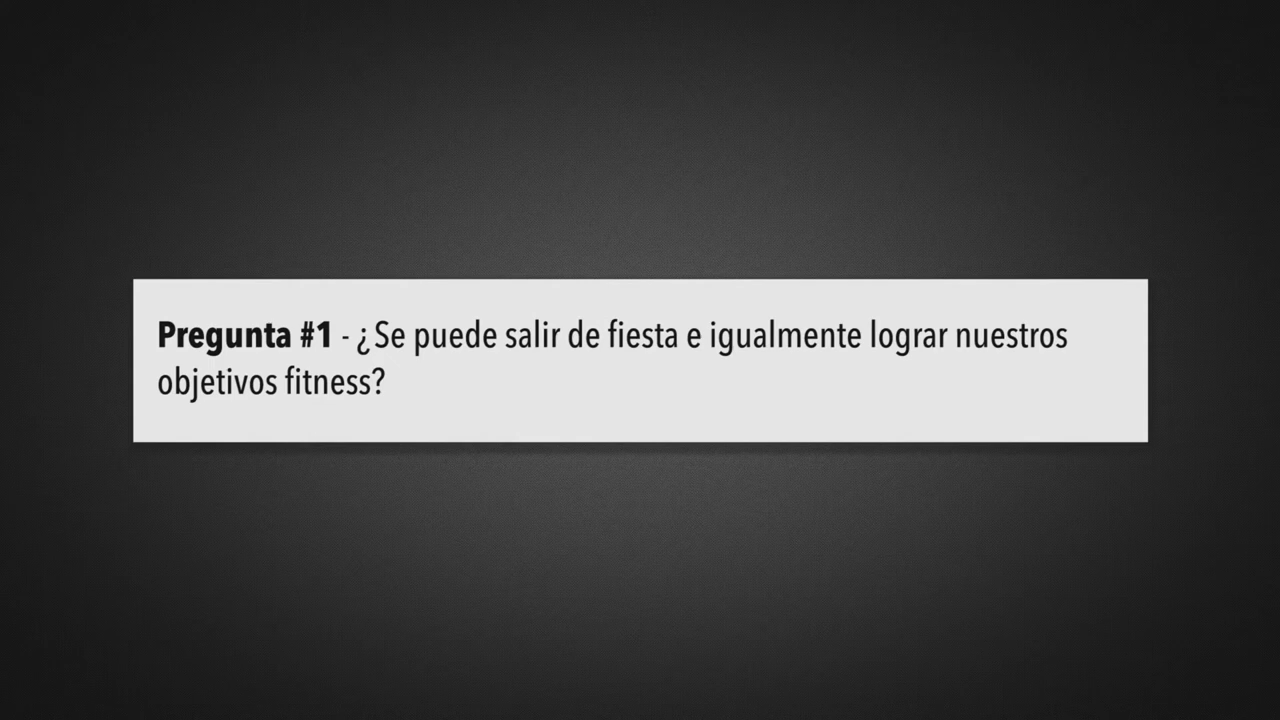 Pregunta #1 - ¿Se puede salir de fiesta e igualmente lograr nuestros
objetivos fitness?